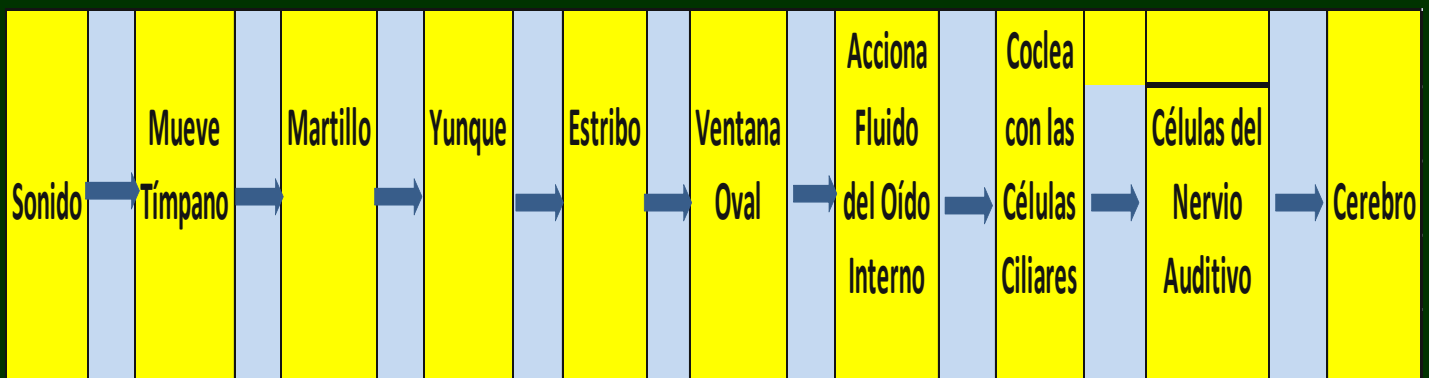 Sonido
Mueve
Tímpano
Martillo
Yunque
Estribo
Ventana
Oval
Acciona
Fluido
del Oído
Interno
Coclea
con las
Células
Ciliares
Células del
Nervio
Auditivo
Cerebro